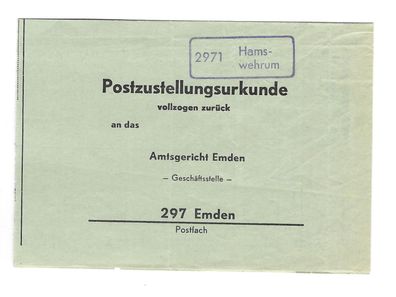 2971 Hams-
wehrum
Postzustellungsurkunde
vollzogen zurück
an das
Amtsgericht Emden
– Geschäftsstelle –
297 Emden
Postfach